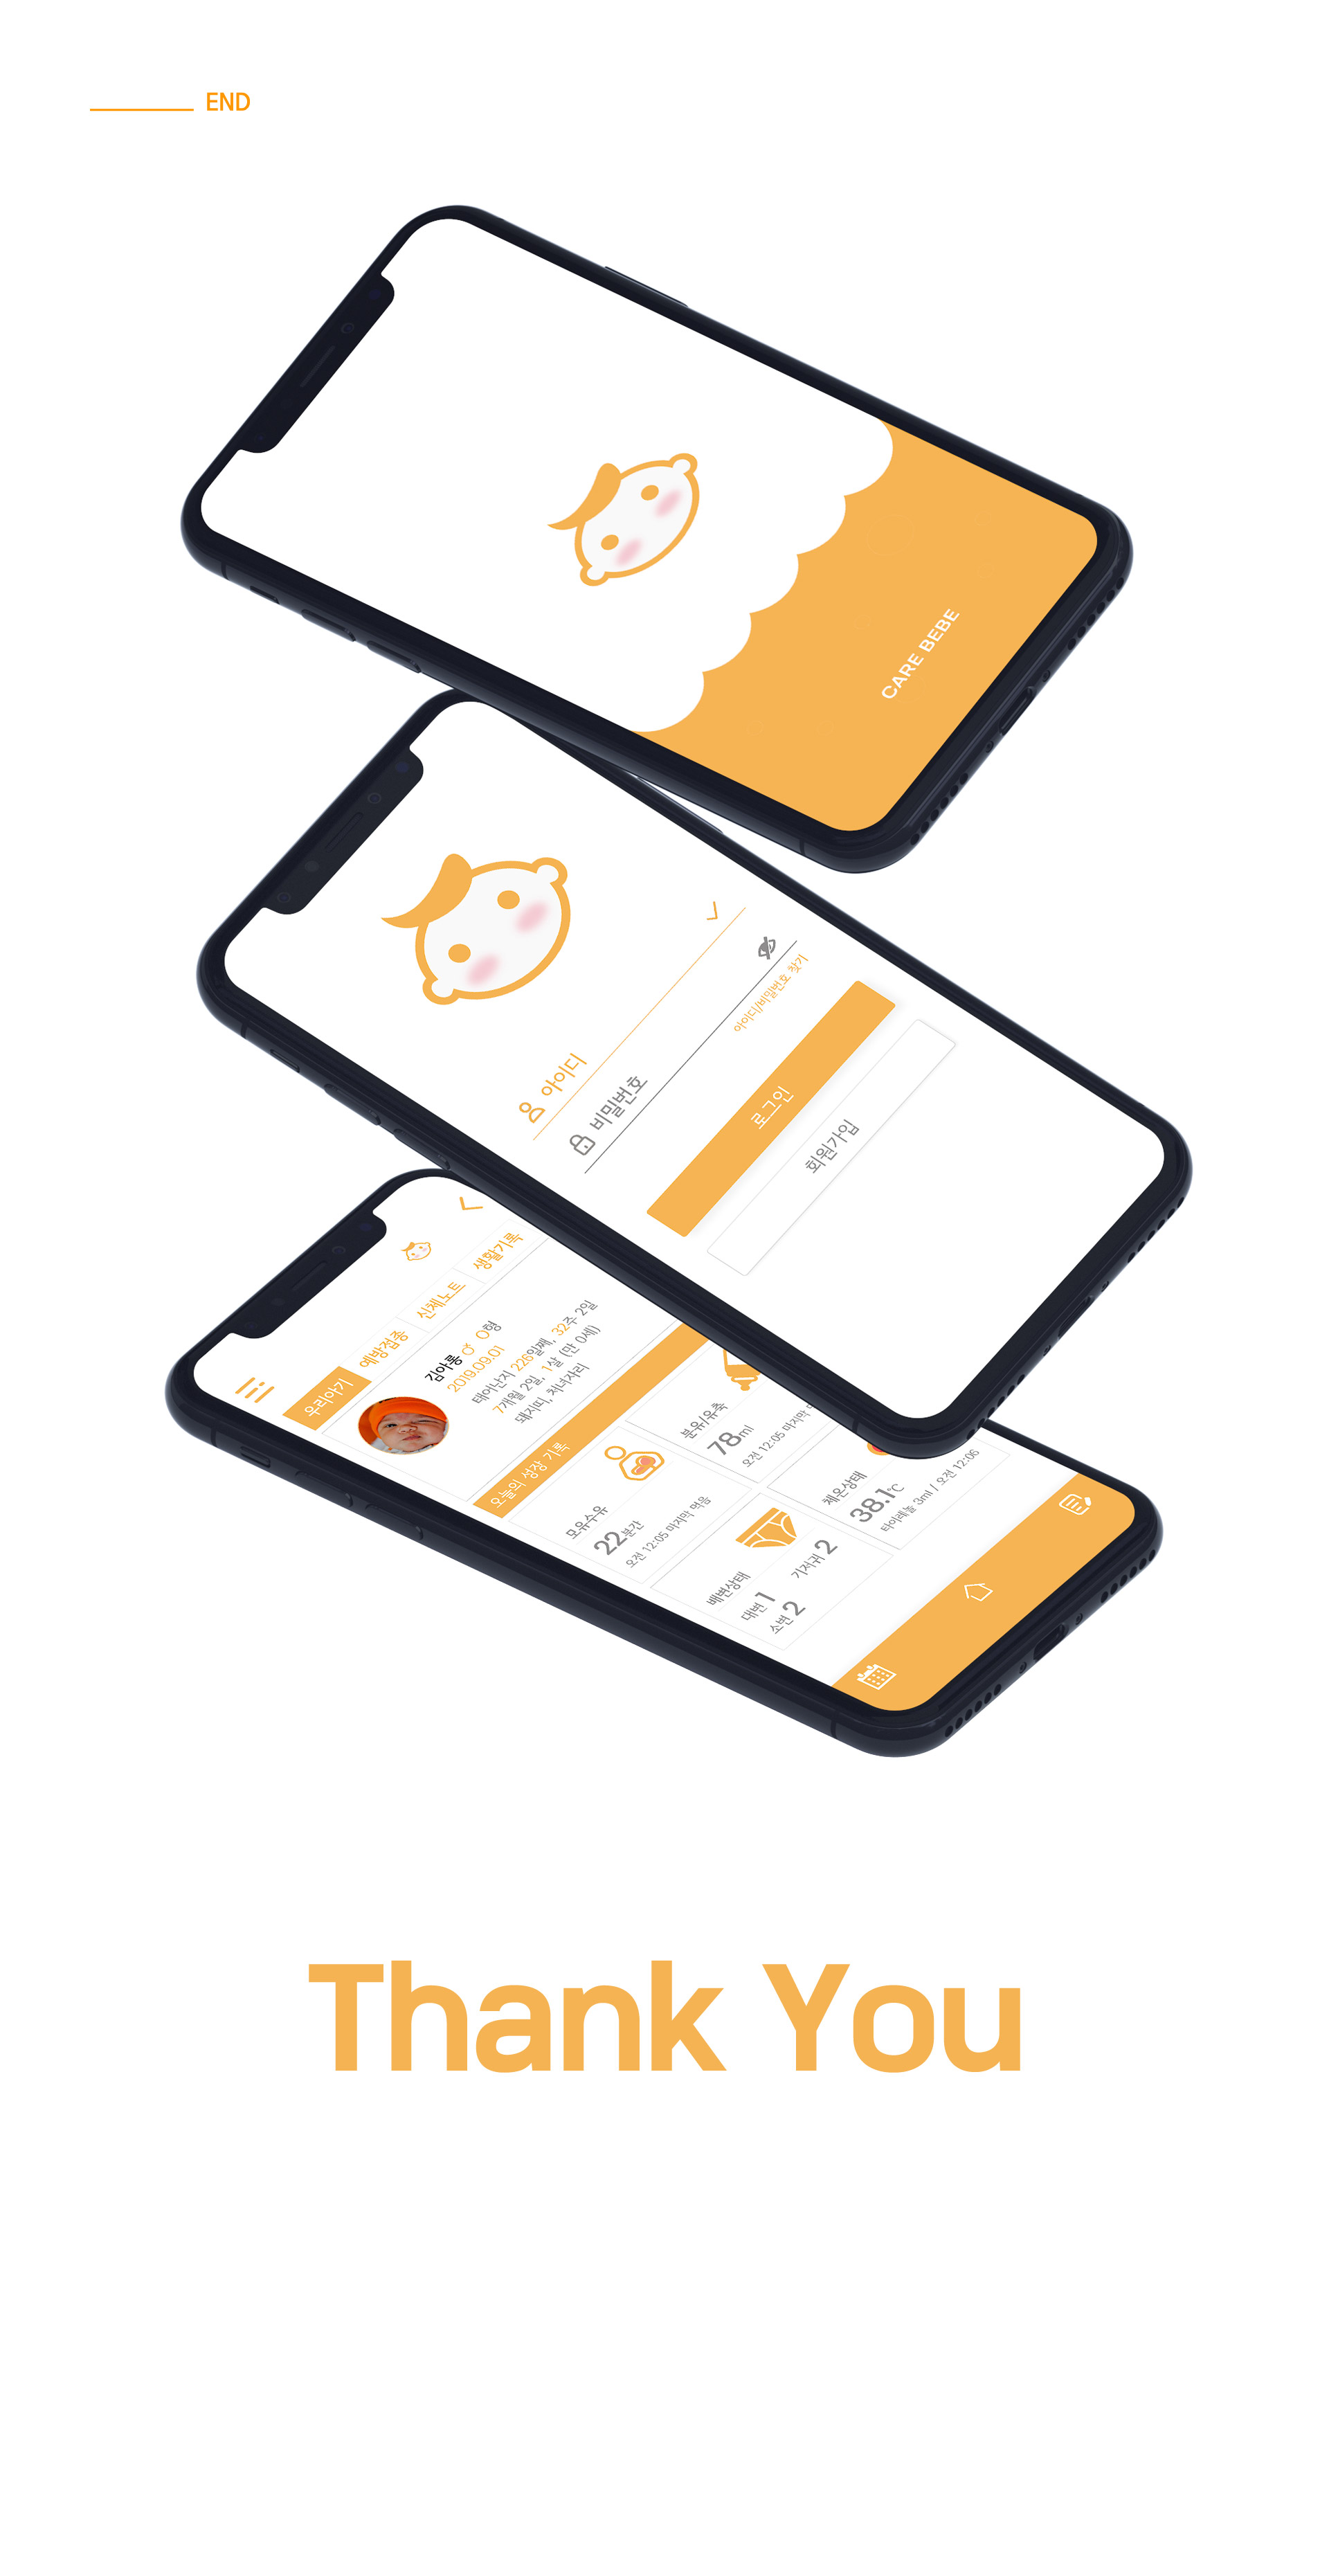 END
CARE BEBE
아이디
비밀번호
아이디/비밀번호 찾기
로그인
회원가입
우리아기
예방접종
신체노트
생활기록
김아롱 ♂ O형
2019.09.01
태어난지 226일째, 32주 2일
7개월 2일, 1살 (만 0세)
돼지띠, 처녀자리
오늘의 성장 기록
모유수유
22분간
오전 12:05 마지막 먹음
분유/유축
78ml
오전 12:05 마지막
배변상태
대변 1
소변 2
기저귀 2
체온상태
38.1℃
타이레놀 3ml / 오전 12:06
Thank You